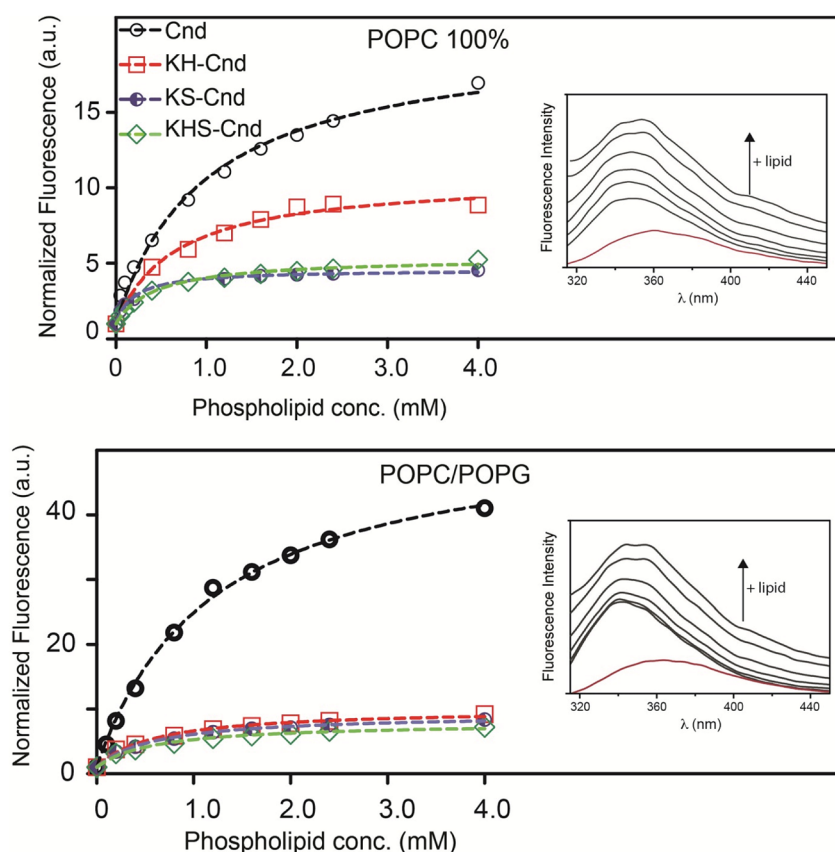 Cnd
KH-Cnd
KS-Cnd
KHS-Cnd
POPC 100%
Normalized Fluorescence (a.u.)
15
10
5
0
0 1.0 2.0 3.0 4.0
Phospholipid conc. (mM)
Fluorescence Intensity
+ lipid
320 360 400 440
λ (nm)
POPC/POPG
Normalized Fluorescence (a.u.)
40
20
0
0 1.0 2.0 3.0 4.0
Phospholipid conc. (mM)
Fluorescence Intensity
+ lipid
320 360 400 440
λ (nm)